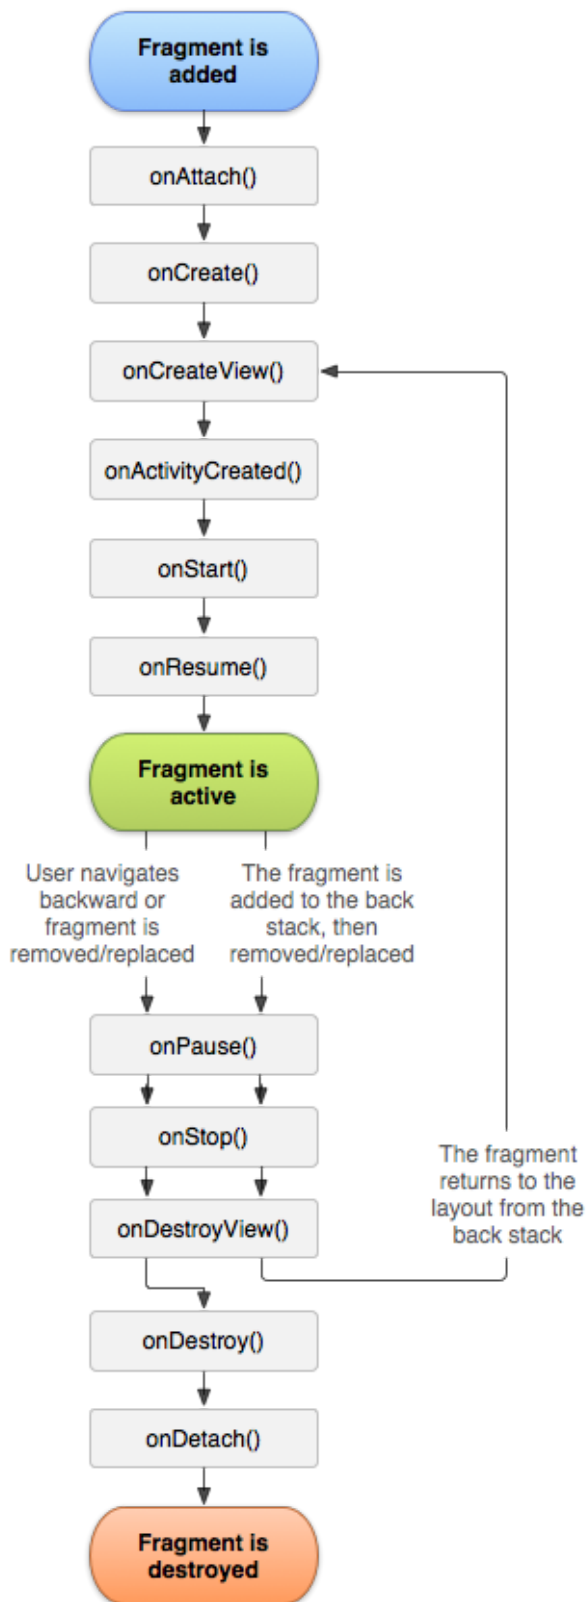 Fragment is
added
onAttach()
onCreate()
onCreateView()
onActivityCreated()
onStart()
onResume()
Fragment is
active
User navigates
backward or
fragment is
removed/replaced
The fragment is
added to the back
stack, then
removed/replaced
onPause()
onStop()
onDestroyView()
The fragment
returns to the
layout from the
back stack
onDestroy()
onDetach()
Fragment is
destroyed